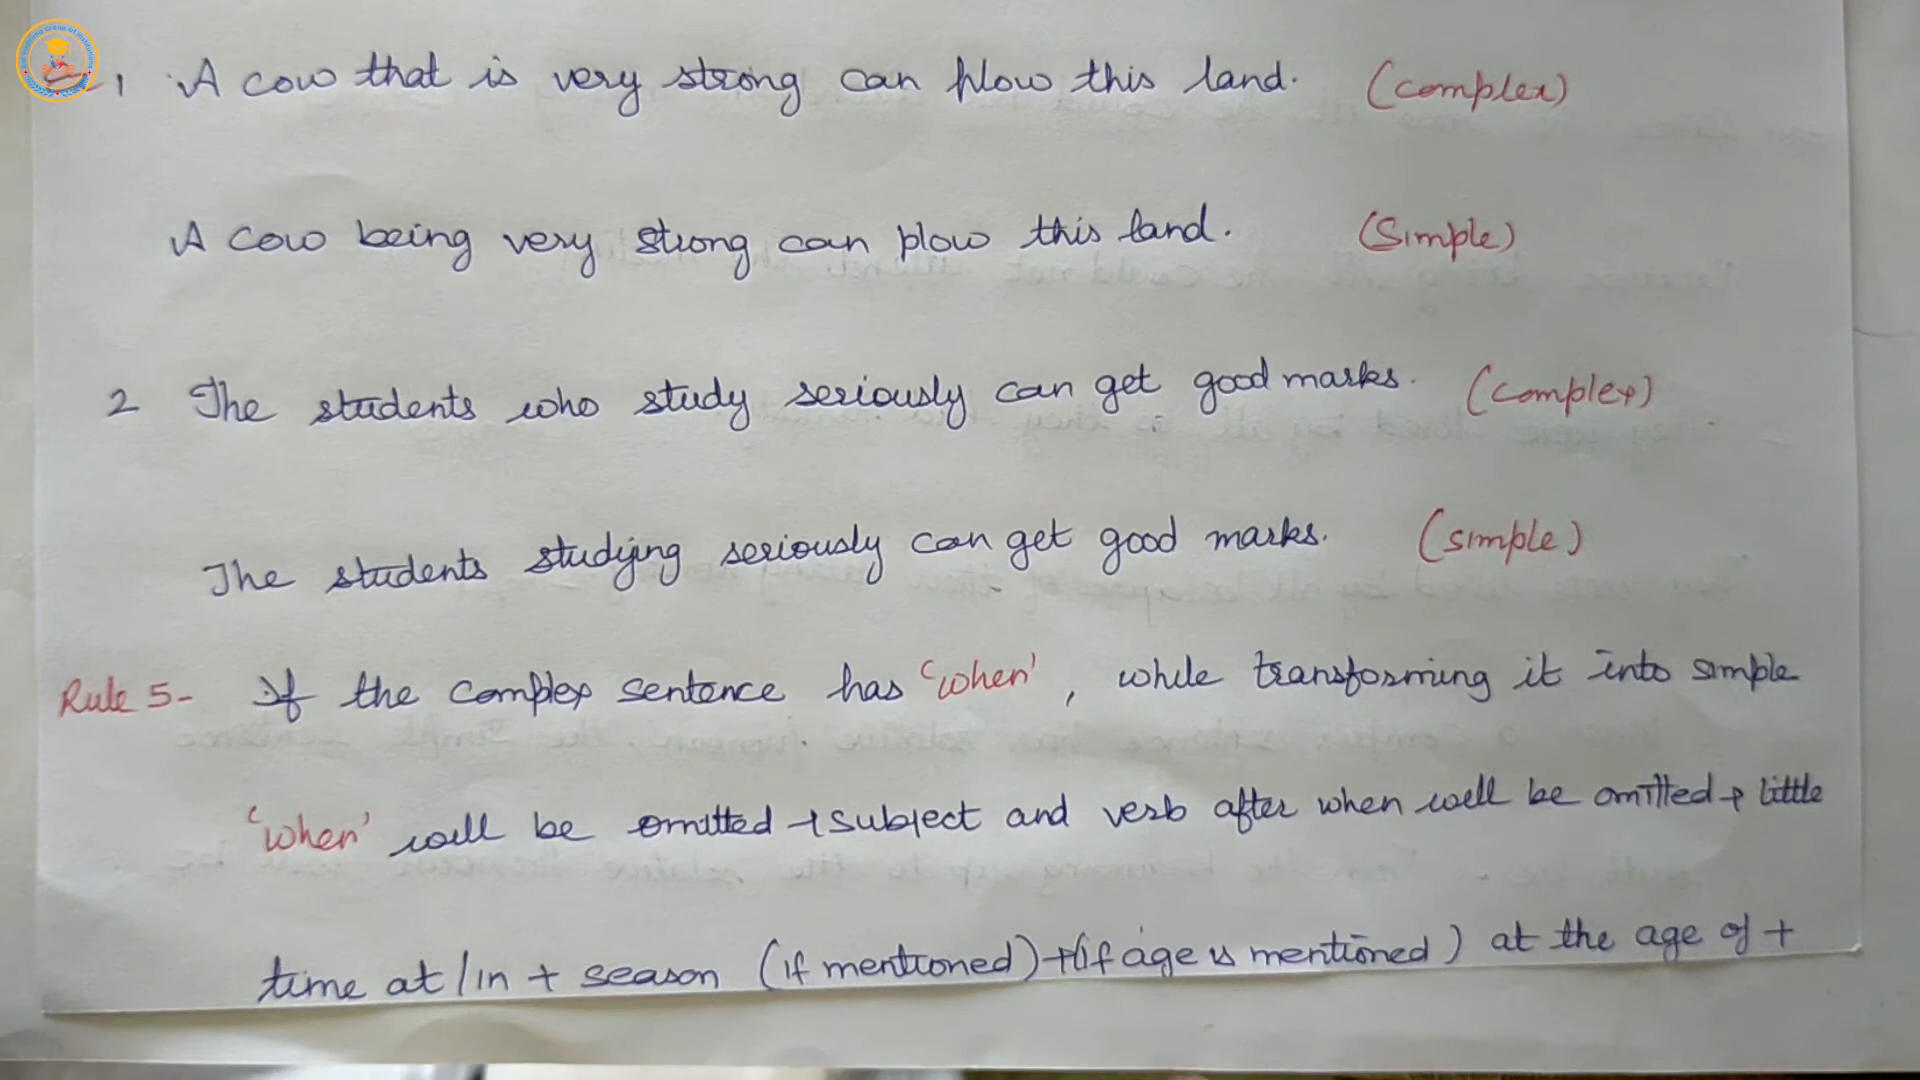 1 A cow that is very strong can plow this land. (complex)
A cow being very strong can plow this land. (Simple)
2 The students who study seriously can get good marks. (complex)
The students studying seriously can get good marks. (simple)
Rule 5- If the complex sentence has 'when', while transforming it into simple
'when' will be omitted + subject and verb after when will be omitted + little
time at/in + season (if mentioned) + (if age is mentioned) at the age of +